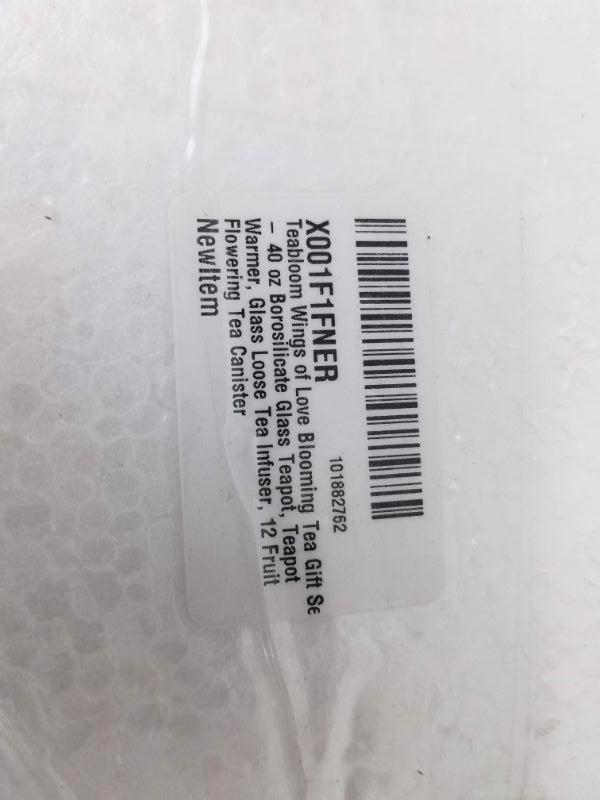 X001F1FNER 101882762
Teabloom Wings of Love Blooming Tea Gift Se
– 40 oz Borosilicate Glass Teapot, Teapot
Warmer, Glass Loose Tea Infuser, 12 Fruit
Flowering Tea Canister
NewItem